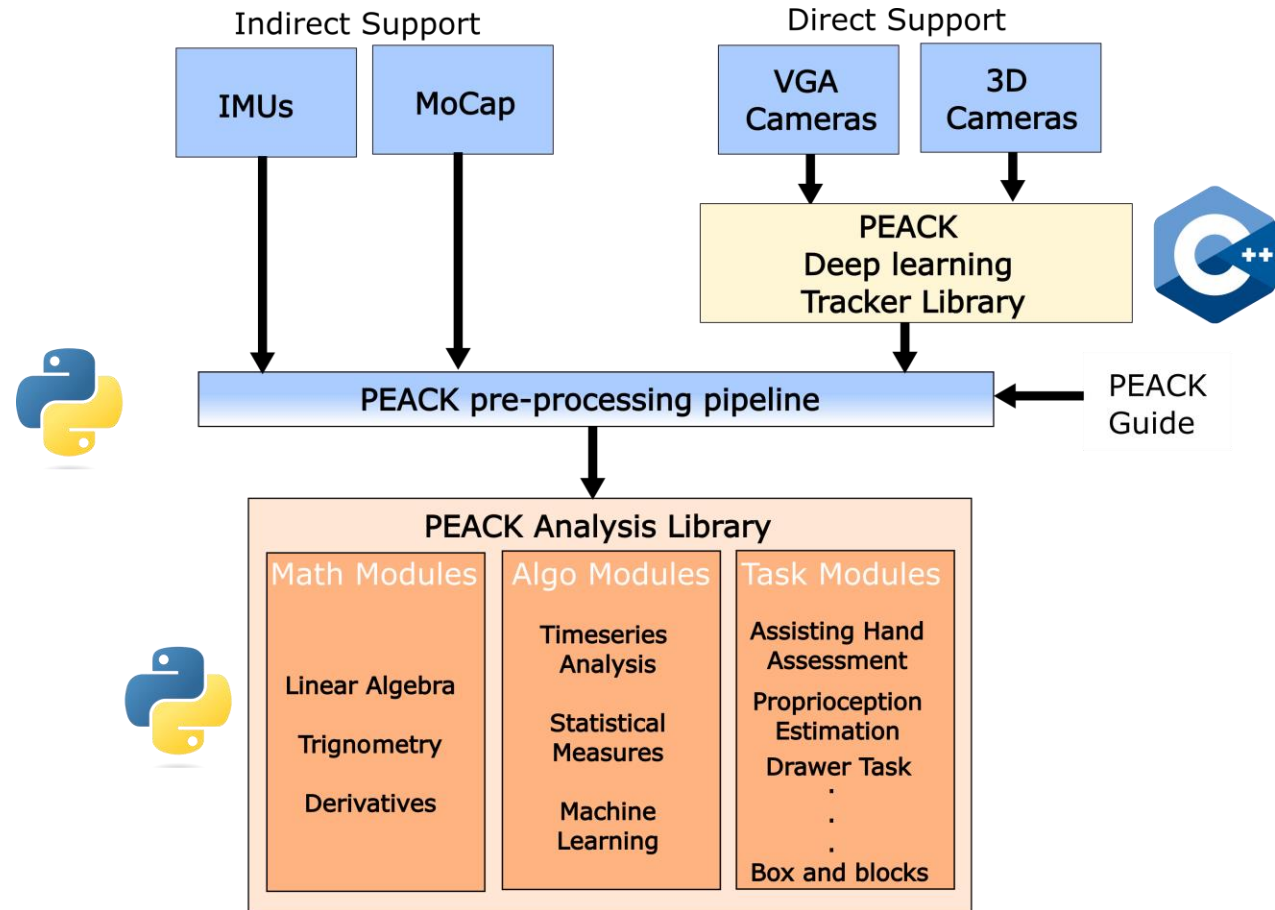 Indirect Support
Direct Support
IMUs
MoCap
VGA
Cameras
3D
Cameras
PEACK
Deep learning
Tracker Library
C++
PEACK pre-processing pipeline
PEACK
Guide
PEACK Analysis Library
Math Modules
Linear Algebra
Trignometry
Derivatives
Algo Modules
Timeseries
Analysis
Statistical
Measures
Machine
Learning
Task Modules
Assisting Hand
Assessment
Proprioception
Estimation
Drawer Task
.
.
.
Box and blocks